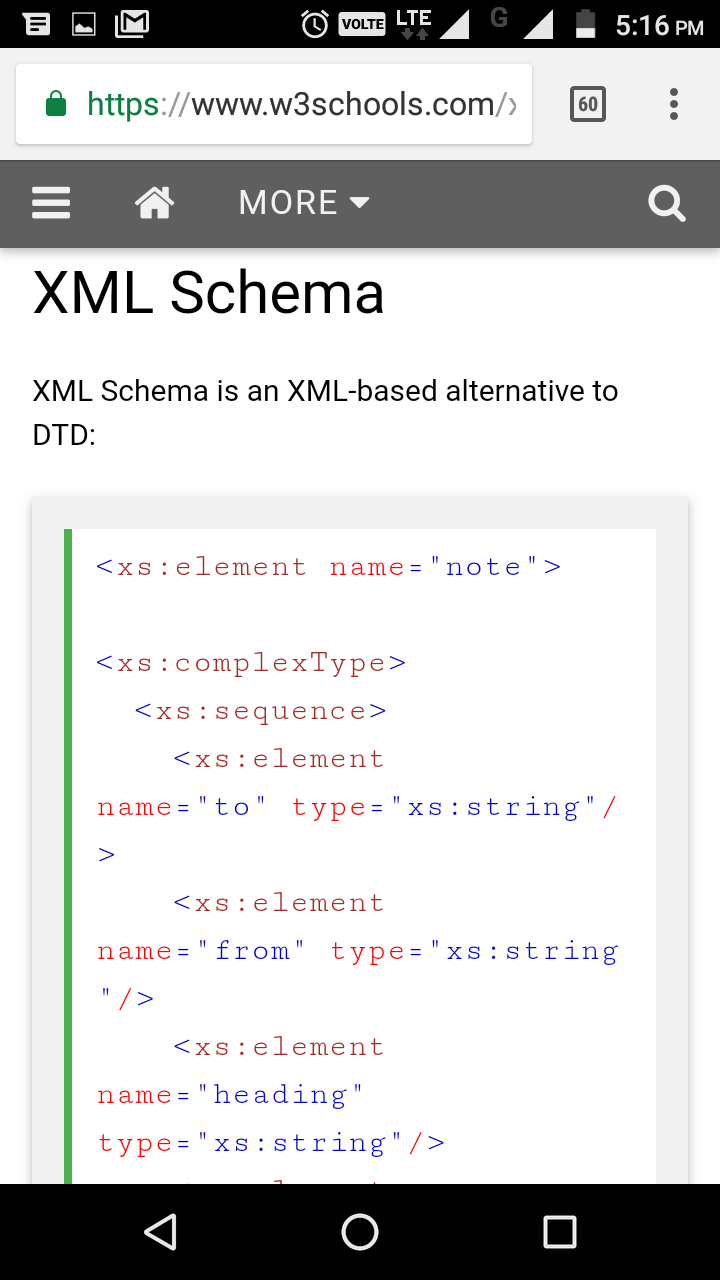 VOLTE LTE G 5:16 PM
https://www.w3schools.com/ 60
MORE
XML Schema
XML Schema is an XML-based alternative to
DTD:
<xs:element name="note">
<xs:complexType>
<xs:sequence>
<xs:element
name="to" type="xs:string"/
>
<xs:element
name="from" type="xs:string
"/>
<xs:element
name="heading"
type="xs:string"/>